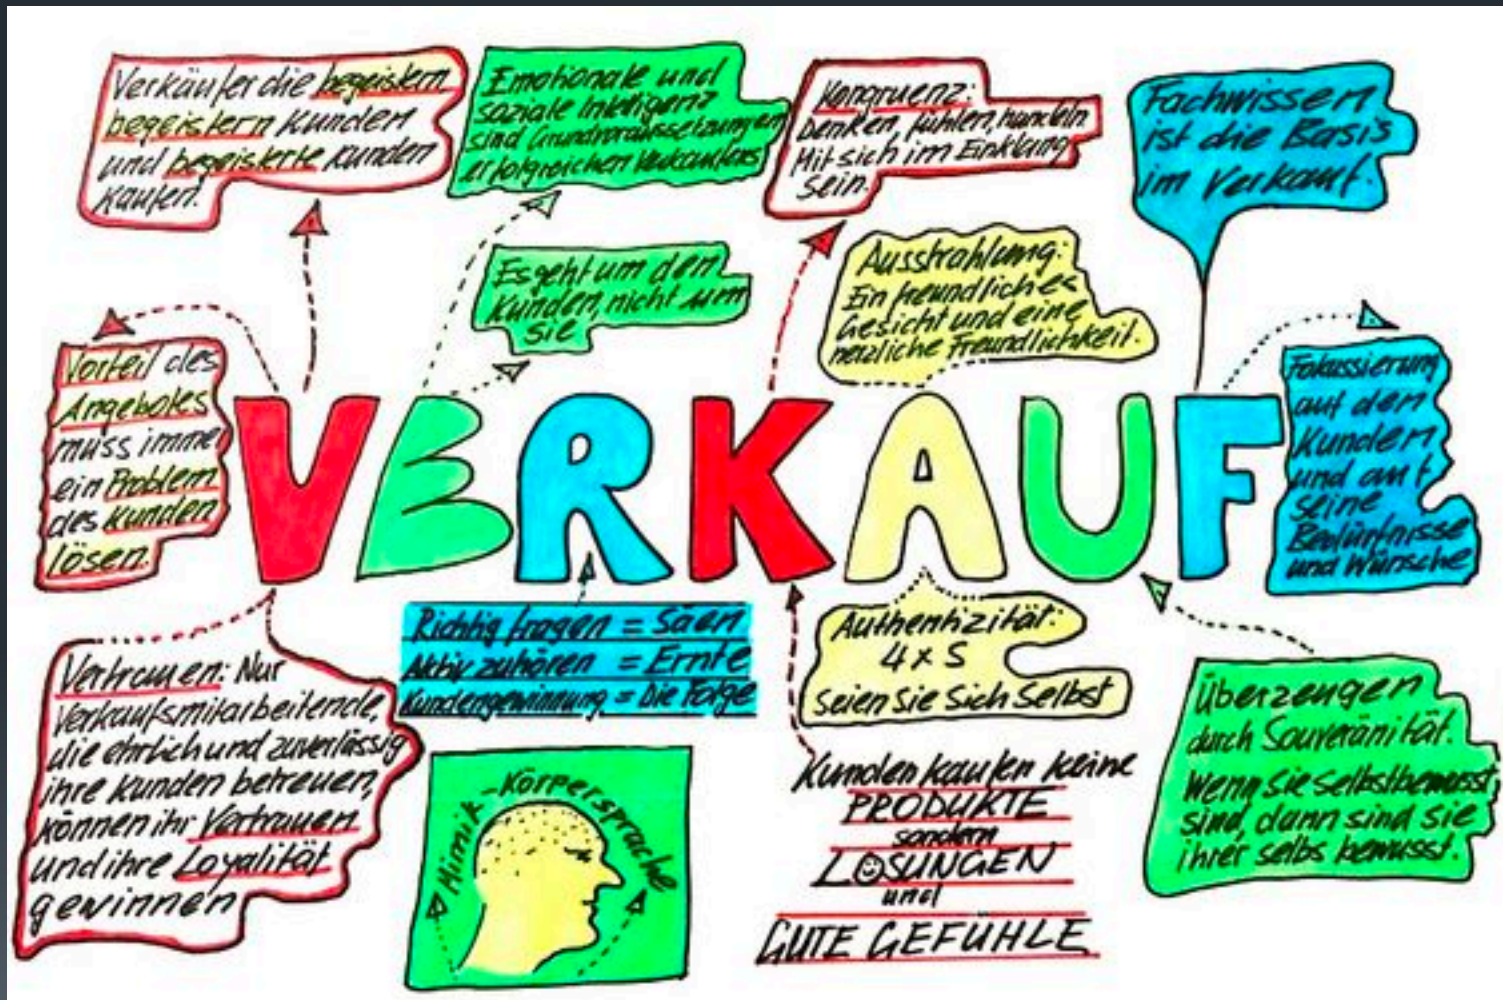 Verkäufer die begeistern
begeistern Kunden
und begeisterte Kunden
kaufen.
Emotionale und
soziale Intelligenz
sind Grundvoraussetzungen
erfolgreichen Verkaufens
Kongruenz:
Denken, fühlen, handeln
Mit sich im Einklang
sein.
Fachwissen
ist die Basis
im Verkauf.
Es geht um den
Kunden, nicht um
sie
Ausstrahlung:
Ein freundliches
Gesicht und eine
herzliche Freundlichkeit.
Vorteil des
Angebotes
muss immer
ein Problem
des Kunden
lösen.
VERKAUF
Fokussierung
auf den
Kunden
und auf
seine
Bedürfnisse
und Wünsche
Richtig fragen = Säen
Aktiv zuhören = Ernte
Kundengewinnung = Die Folge
Authentizität:
4 x S
seien sie sich selbst
Vertrauen: Nur
Verkaufsmitarbeitende,
die ehrlich und zuverlässig
ihre Kunden betreuen,
können ihr Vertrauen
und ihre Loyalität
gewinnen
Mimik-Körpersprache
Kunden kaufen keine
PRODUKTE
sondern
LÖSUNGEN
und
GUTE GEFÜHLE
Überzeugen
durch Souveränität.
Wenn sie selbstbewusst
sind, dann sind sie
ihrer selbs bewusst.